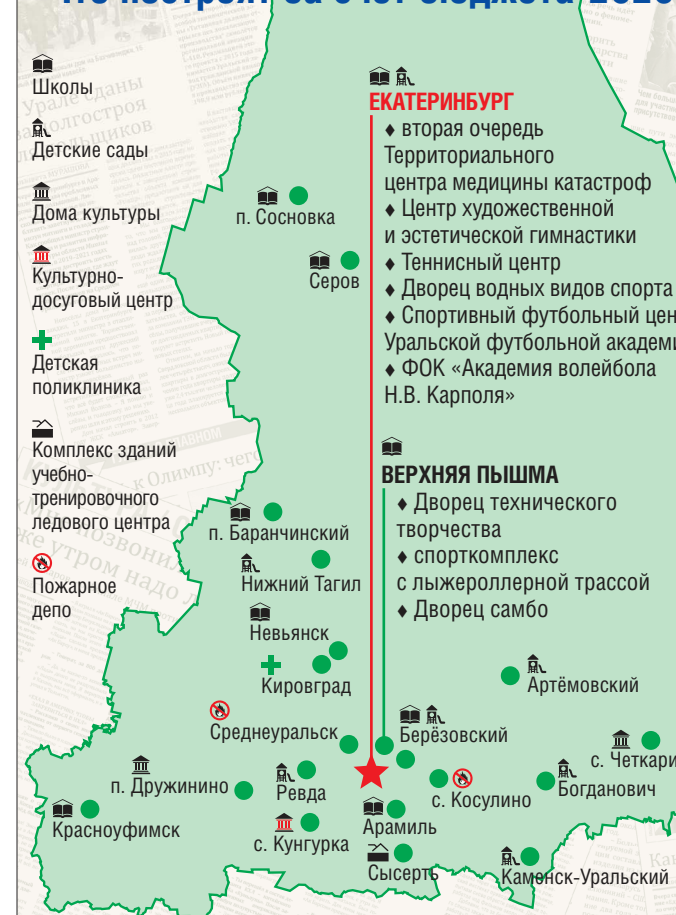 Школы
Детские сады
Дома культуры
Культурно-
досуговый центр
Детская
поликлиника
Комплекс зданий
учебно-
тренировочного
ледового центра
Пожарное
депо
п. Сосновка
Серов
ЕКАТЕРИНБУРГ
♦ вторая очередь
Территориального
центра медицины катастроф
♦ Центр художественной
и эстетической гимнастики
♦ Теннисный центр
♦ Дворец водных видов спорта
♦ Спортивный футбольный цен
Уральской футбольной академи
♦ ФОК «Академия волейбола
Н.В. Карполя»
ВЕРХНЯЯ ПЫШМА
♦ Дворец технического
творчества
♦ спорткомплекс
с лыжероллерной трассой
♦ Дворец самбо
п. Баранчинский
Нижний Тагил
Невьянск
Кировград
Артёмовский
Среднеуральск
Берёзовский
с. Четкари
п. Дружинино
Ревда
с. Косулино
Богданович
Красноуфимск
с. Кунгурка
Арамиль
Сысерть
Каменск-Уральский